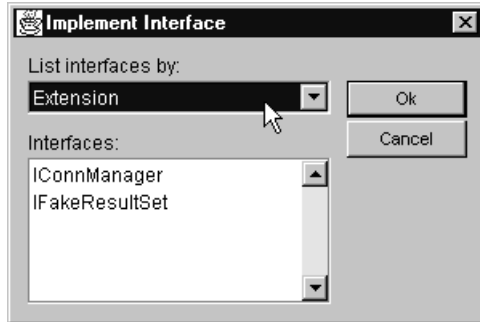 Implement Interface
List interfaces by:
Extension
Ok
Cancel
Interfaces:
IConnManager
IFakeResultSet